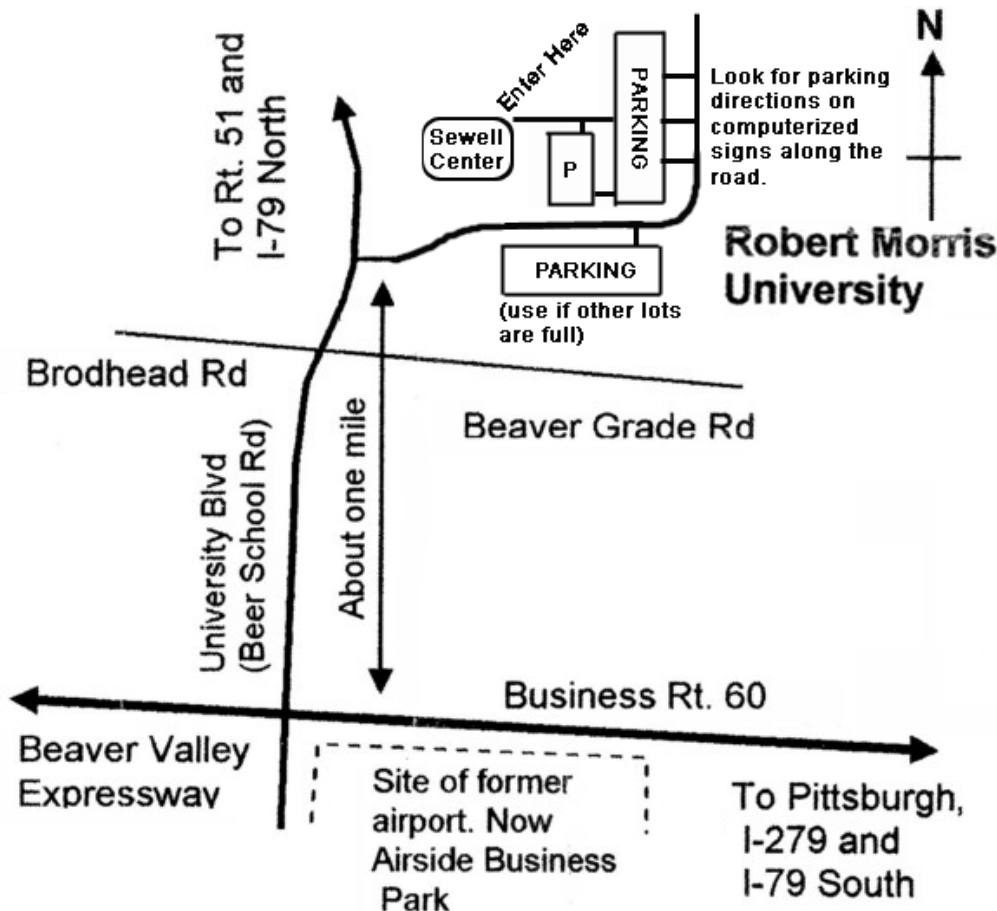 To Rt. 51 and
I-79 North
Enter Here
Sewell
Center
P
PARKING
Look for parking
directions on
computerized
signs along the
road.
N
Robert Morris
University
PARKING
(use if other lots
are full)
Brodhead Rd
Beaver Grade Rd
University Blvd
(Beer School Rd)
About one mile
Business Rt. 60
Beaver Valley
Expressway
Site of former
airport. Now
Airside Business
Park
To Pittsburgh,
I-279 and
I-79 South